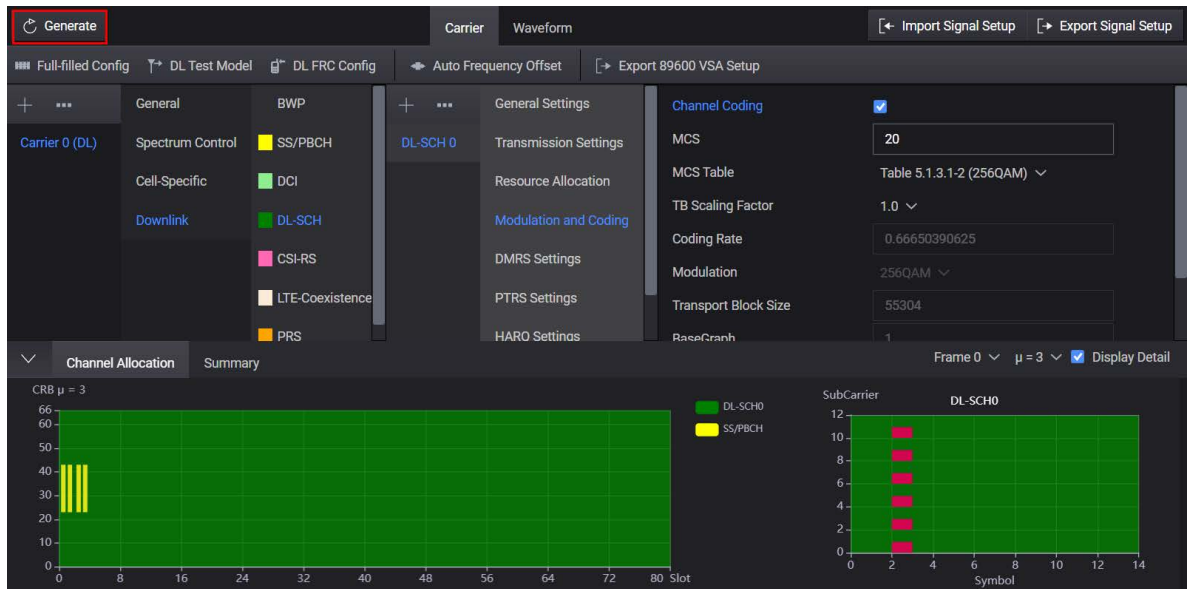 Generate
Carrier
Waveform
Import Signal Setup
Export Signal Setup
Full-filled Config
DL Test Model
DL FRC Config
Auto Frequency Offset
Export 89600 VSA Setup
Carrier 0 (DL)
General
Spectrum Control
Cell-Specific
Downlink
BWP
SS/PBCH
DCI
DL-SCH
CSI-RS
LTE-Coexistence
PRS
DL-SCH 0
General Settings
Transmission Settings
Resource Allocation
Modulation and Coding
DMRS Settings
PTRS Settings
HARQ Settings
Channel Coding
MCS 20
MCS Table Table 5.1.3.1-2 (256QAM)
TB Scaling Factor 1.0
Coding Rate 0.66650390625
Modulation 256QAM
Transport Block Size 55304
BaseGraph 1
Channel Allocation
Summary
Frame 0
μ = 3
Display Detail
CRB μ = 3
66
60
50
40
30
20
10
0
0 8 16 24 32 40 48 56 64 72 80 Slot
DL-SCH0
SS/PBCH
SubCarrier
DL-SCH0
12
10
8
6
4
2
0
0 2 4 6 8 10 12 14
Symbol